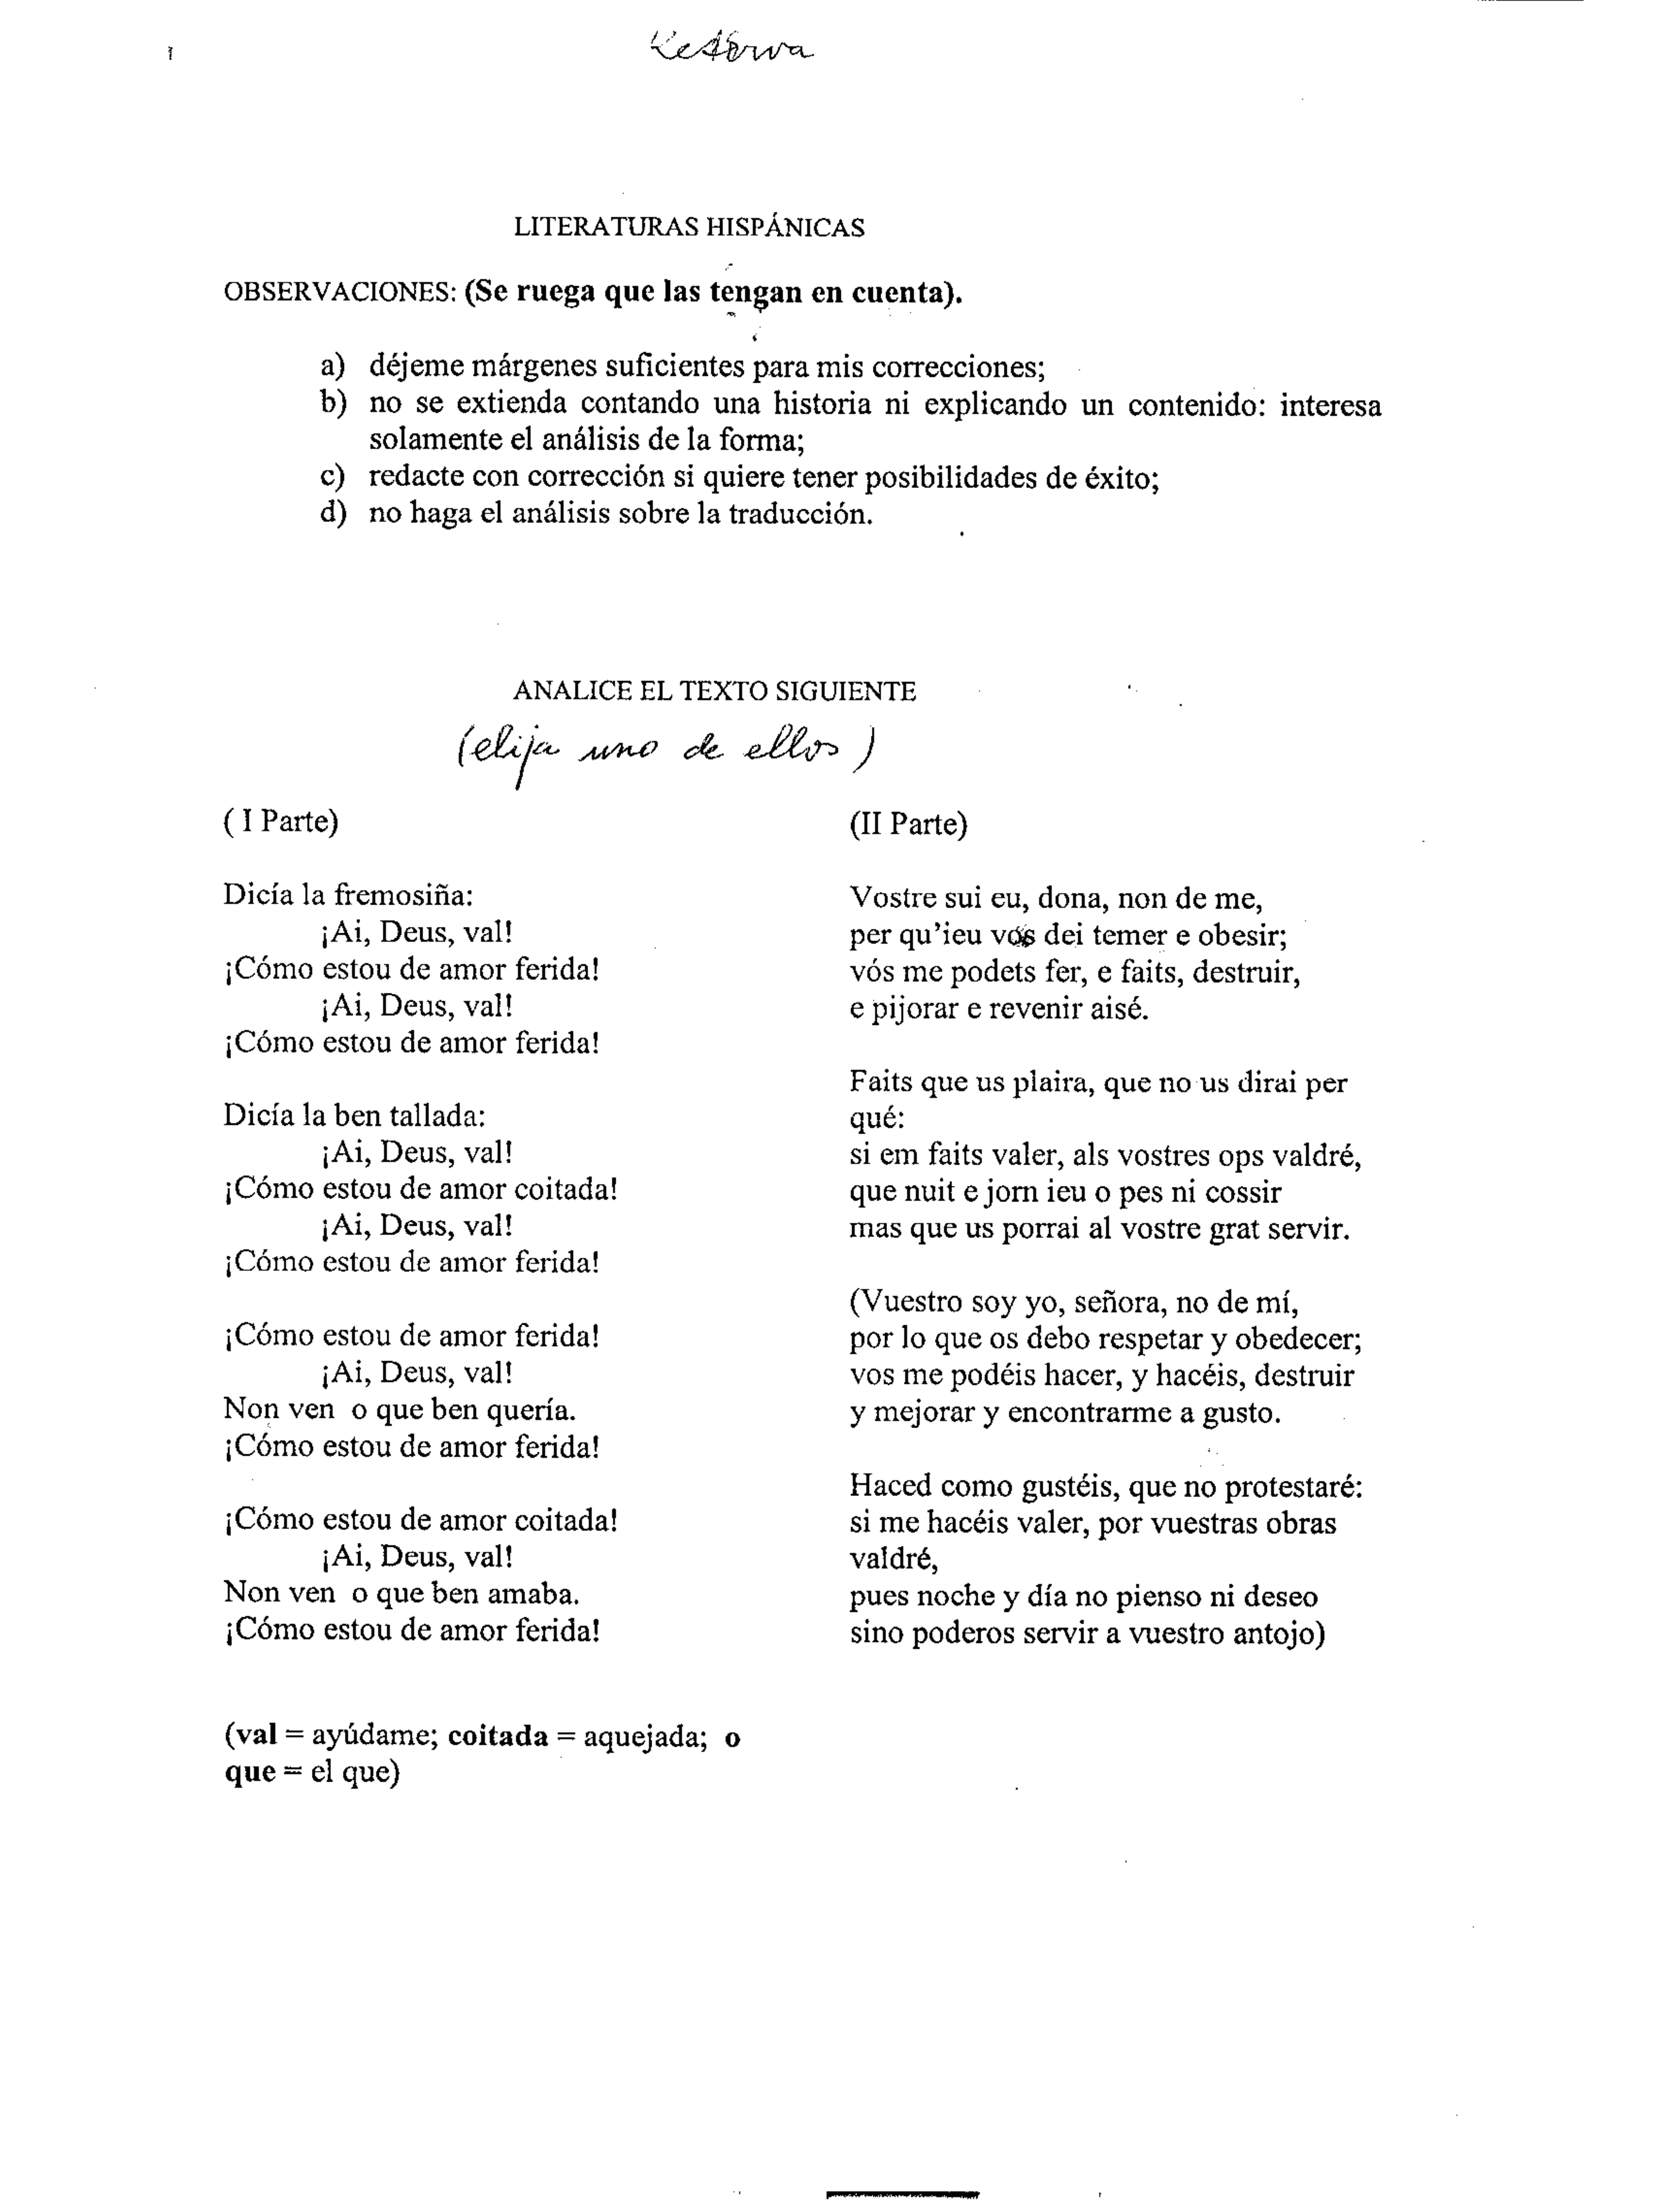 Reserva
LITERATURAS HISPÁNICAS
OBSERVACIONES: (Se ruega que las tengan en cuenta).
a) déjeme márgenes suficientes para mis correcciones;
b) no se extienda contando una historia ni explicando un contenido: interesa
solamente el análisis de la forma;
c) redacte con corrección si quiere tener posibilidades de éxito;
d) no haga el análisis sobre la traducción.
ANALICE EL TEXTO SIGUIENTE
(elija uno de ellos)
( I Parte)
Dicía la fremosiña:
¡Ai, Deus, val!
¡Cómo estou de amor ferida!
¡Ai, Deus, val!
¡Cómo estou de amor ferida!
Dicía la ben tallada:
¡Ai, Deus, val!
¡Cómo estou de amor coitada!
¡Ai, Deus, val!
¡Cómo estou de amor ferida!
¡Cómo estou de amor ferida!
¡Ai, Deus, val!
Non ven o que ben quería.
¡Cómo estou de amor ferida!
¡Cómo estou de amor coitada!
¡Ai, Deus, val!
Non ven o que ben amaba.
¡Cómo estou de amor ferida!
(val = ayúdame; coitada = aquejada; o
que = el que)
(II Parte)
Vostre sui eu, dona, non de me,
per qu'ieu vos dei temer e obesir;
vós me podets fer, e faits, destruir,
e pijorar e revenir aisé.
Faits que us plaira, que no us dirai per
qué:
si em faits valer, als vostres ops valdré,
que nuit e jorn ieu o pes ni cossir
mas que us porrai al vostre grat servir.
(Vuestro soy yo, señora, no de mí,
por lo que os debo respetar y obedecer;
vos me podéis hacer, y hacéis, destruir
y mejorar y encontrarme a gusto.
Haced como gustéis, que no protestaré:
si me hacéis valer, por vuestras obras
valdré,
pues noche y día no pienso ni deseo
sino poderos servir a vuestro antojo)